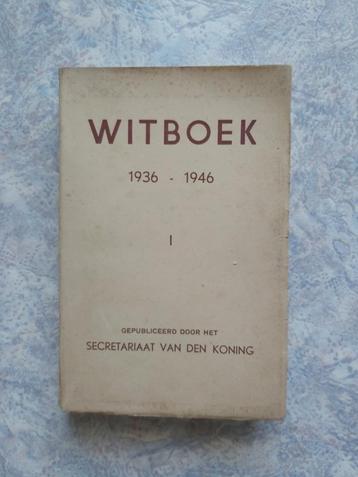 WITBOEK
1936 - 1946
I
GEPUBLICEERD DOOR HET
SECRETARIAAT VAN DEN KONING